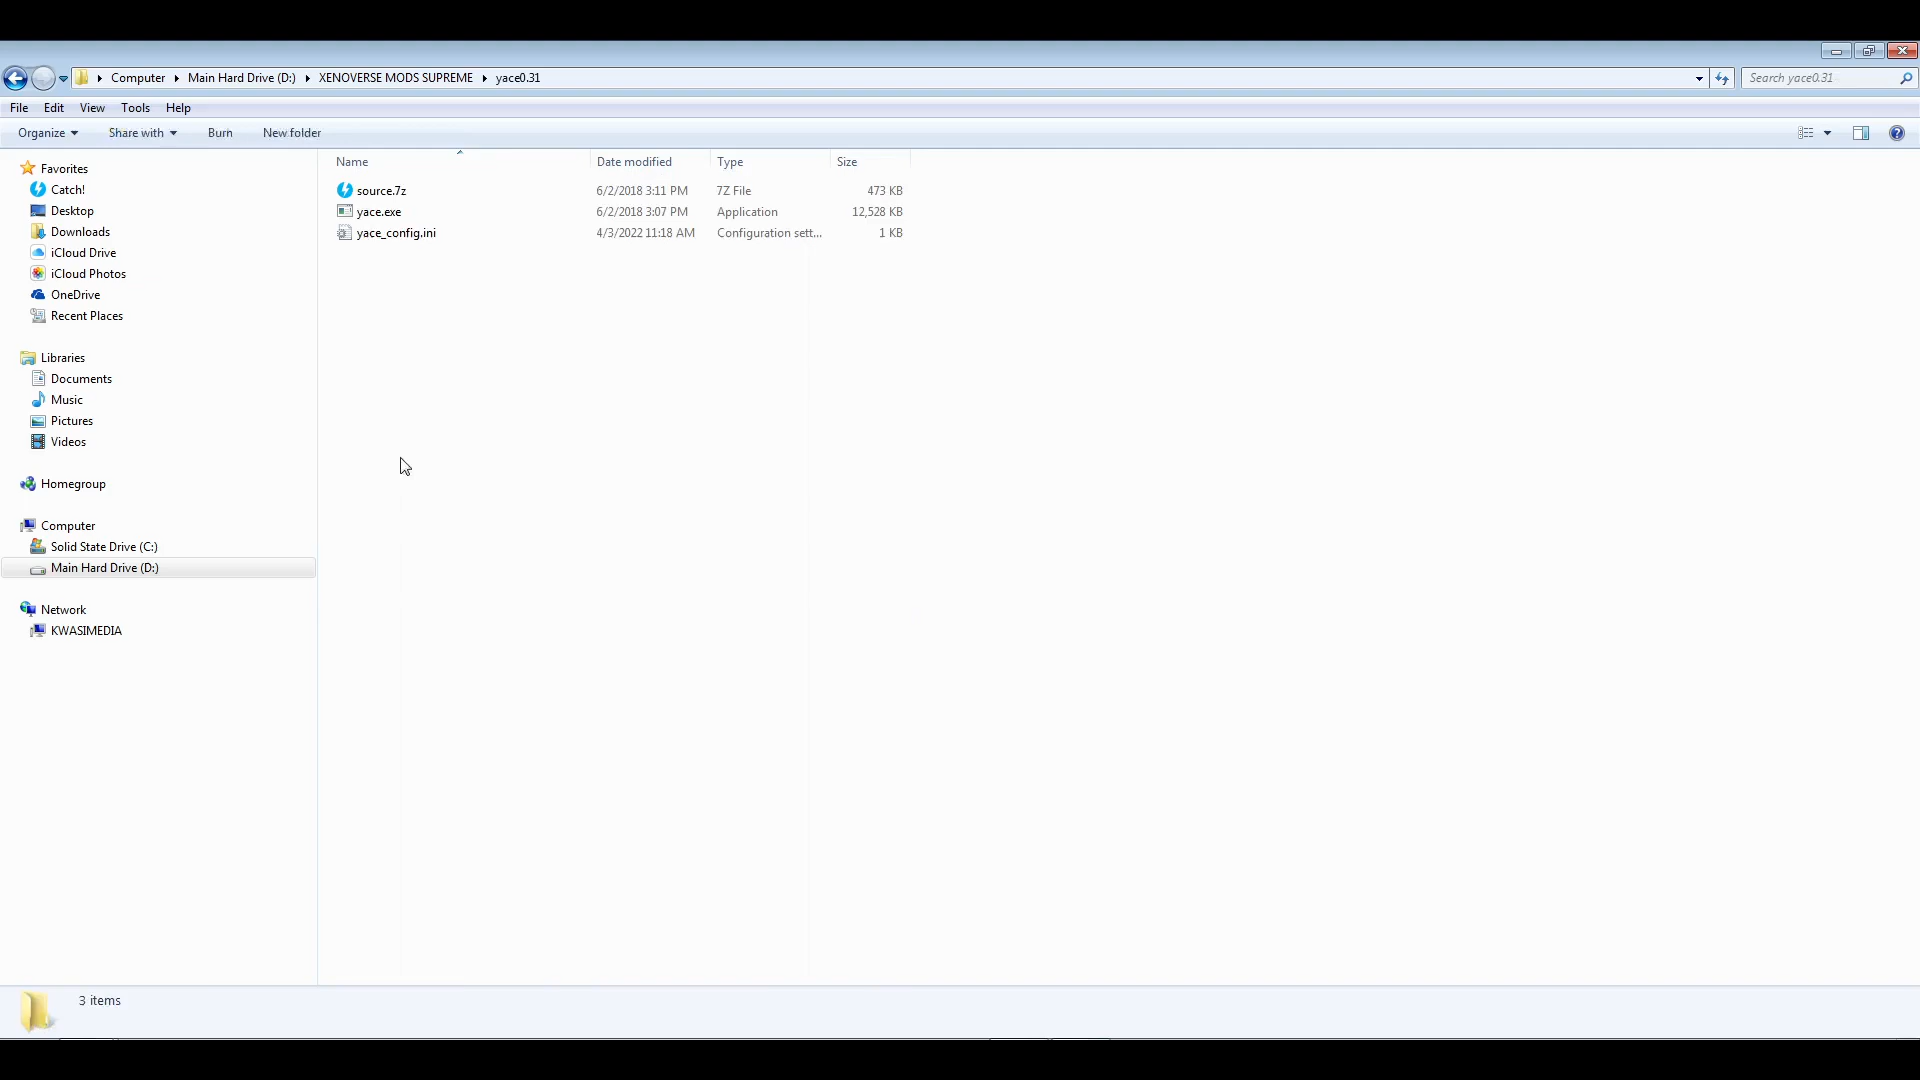 Computer Main Hard Drive (D:) XENOVERSE MODS SUPREME yace0.31 Search yace0.31
File Edit View Tools Help
Organize Share with Burn New folder
Name Date modified Type Size
source.7z 6/2/2018 3:11 PM 7Z File 473 KB
yace.exe 6/2/2018 3:07 PM Application 12,528 KB
yace_config.ini 4/3/2022 11:18 AM Configuration sett... 1 KB
Favorites
Catch!
Desktop
Downloads
iCloud Drive
iCloud Photos
OneDrive
Recent Places
Libraries
Documents
Music
Pictures
Videos
Homegroup
Computer
Solid State Drive (C:)
Main Hard Drive (D:)
Network
KWASIMEDIA
3 items